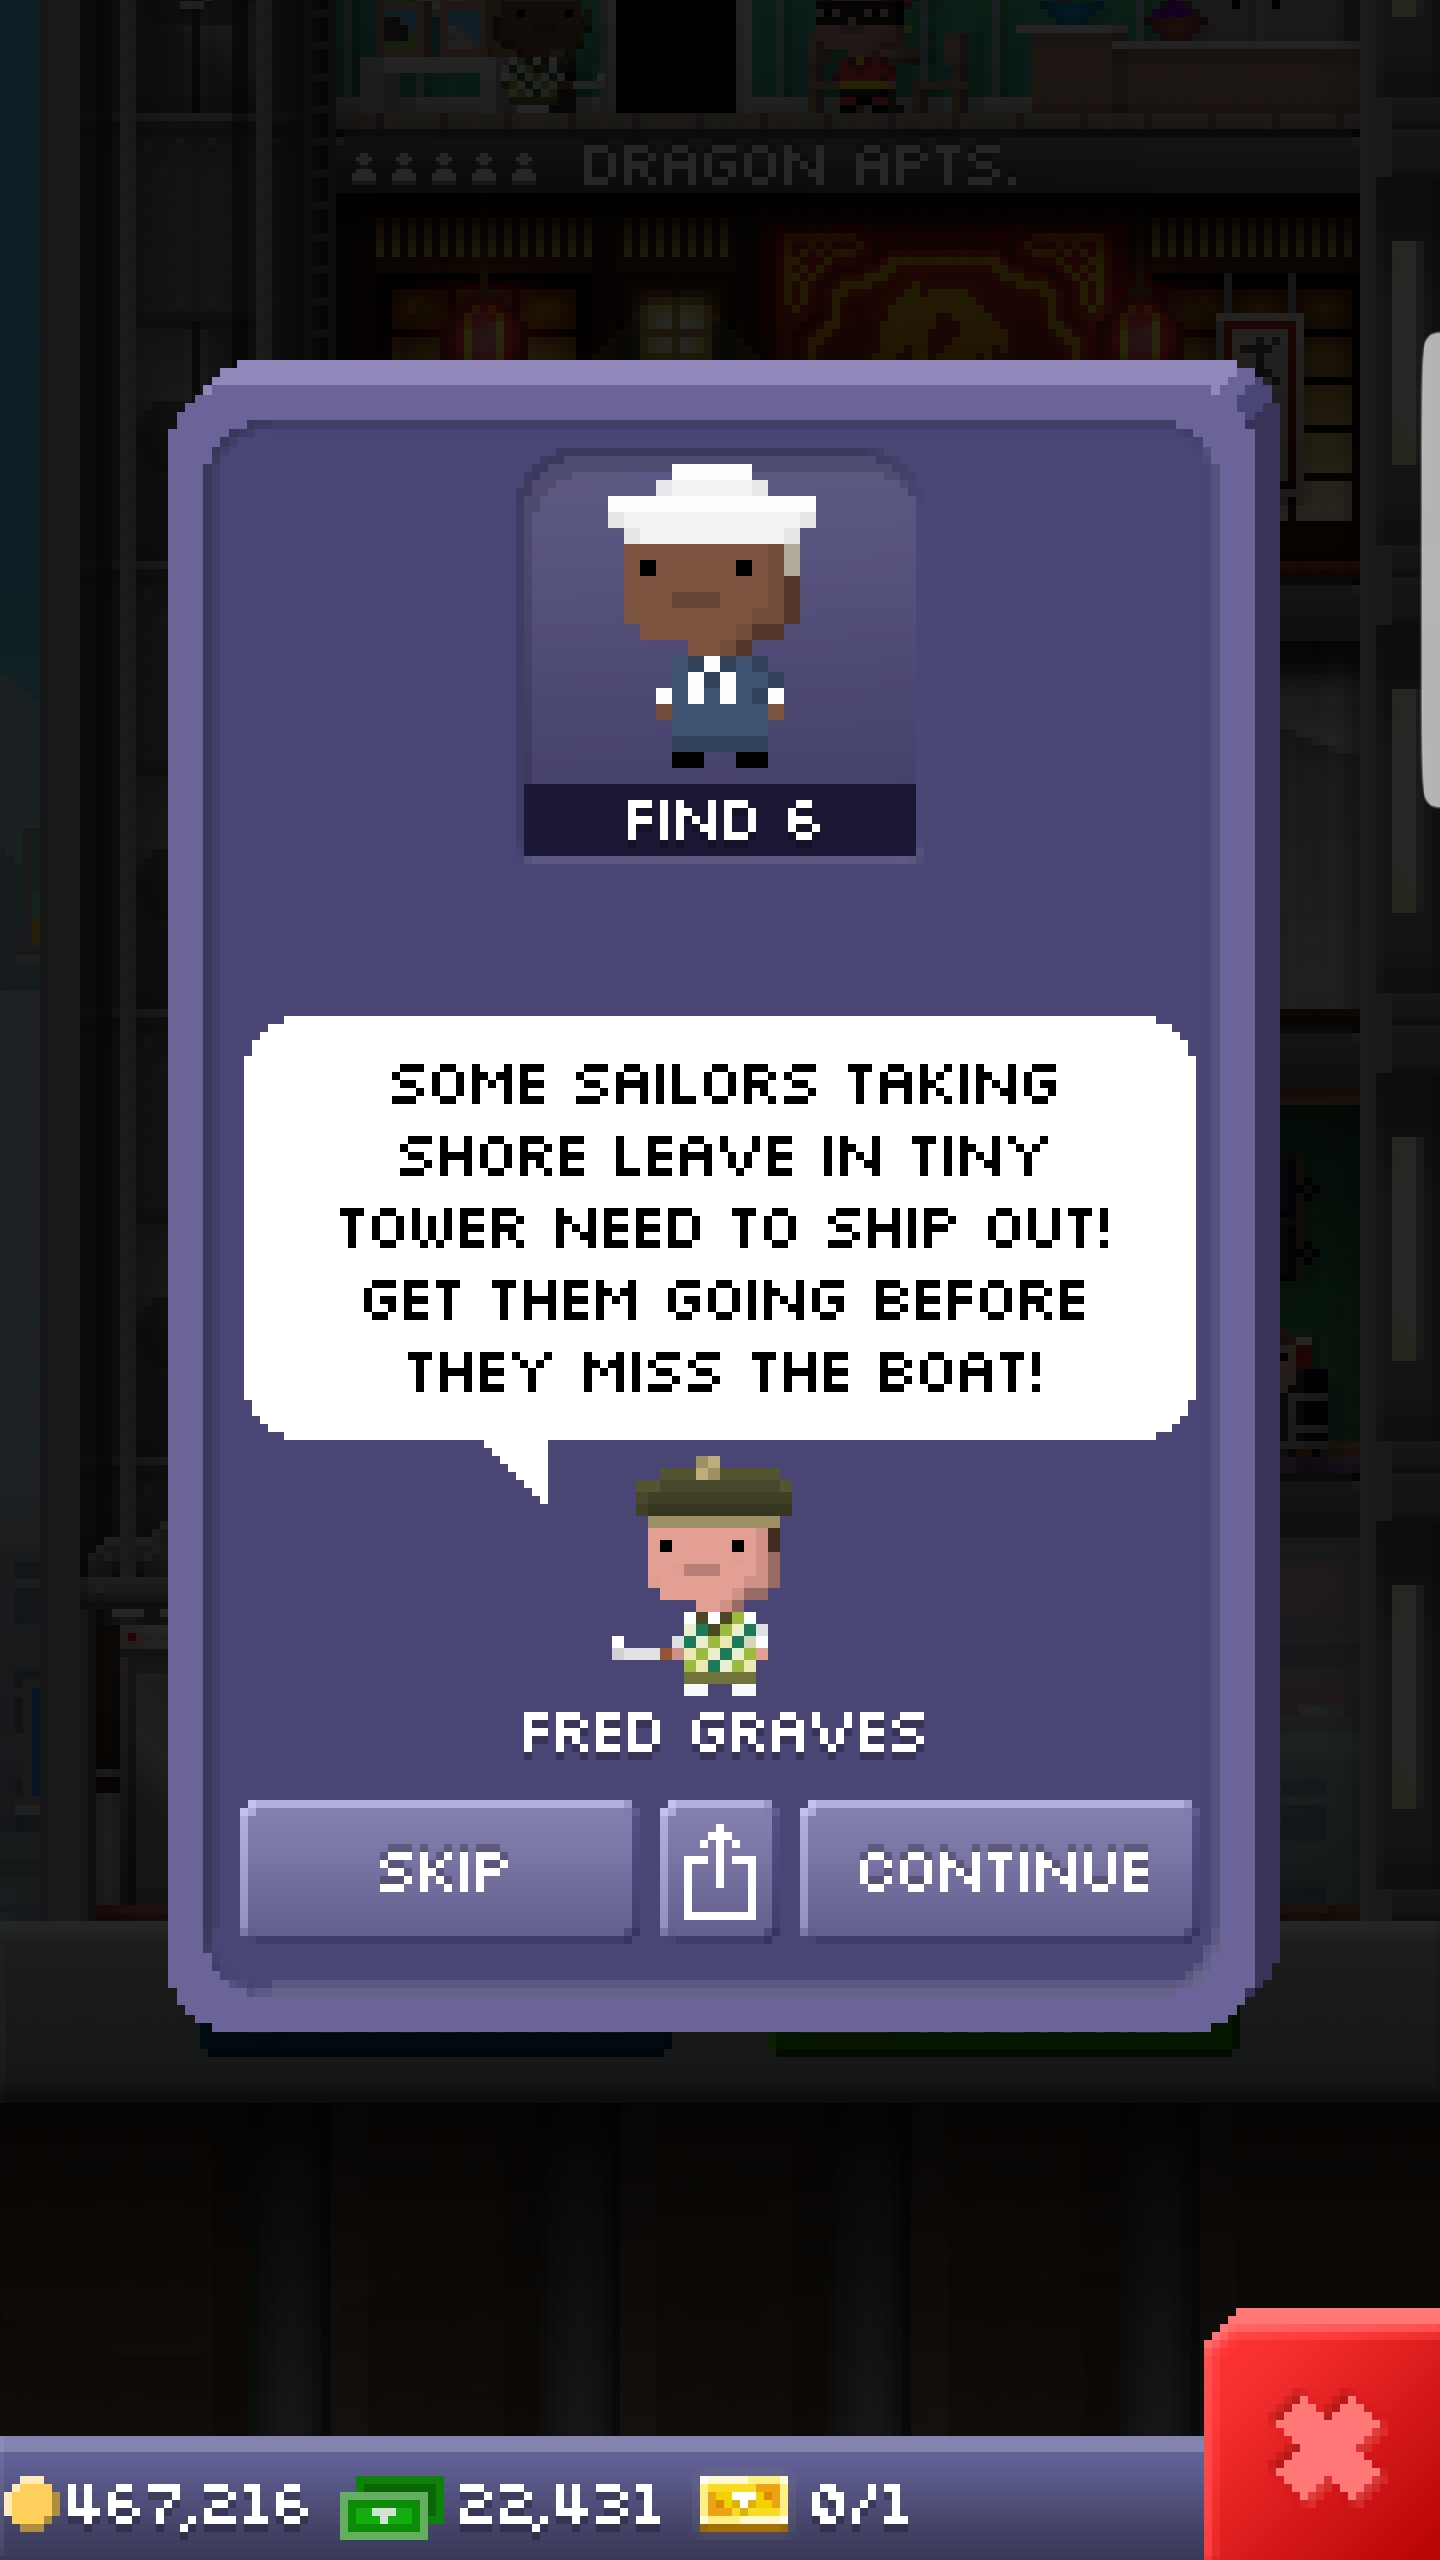 DRAGON APTS.
FIND 6
SOME SAILORS TAKING
SHORE LEAVE IN TINY
TOWER NEED TO SHIP OUT!
GET THEM GOING BEFORE
THEY MISS THE BOAT!
FRED GRAVES
SKIP
CONTINUE
467,216 22,431 0/1